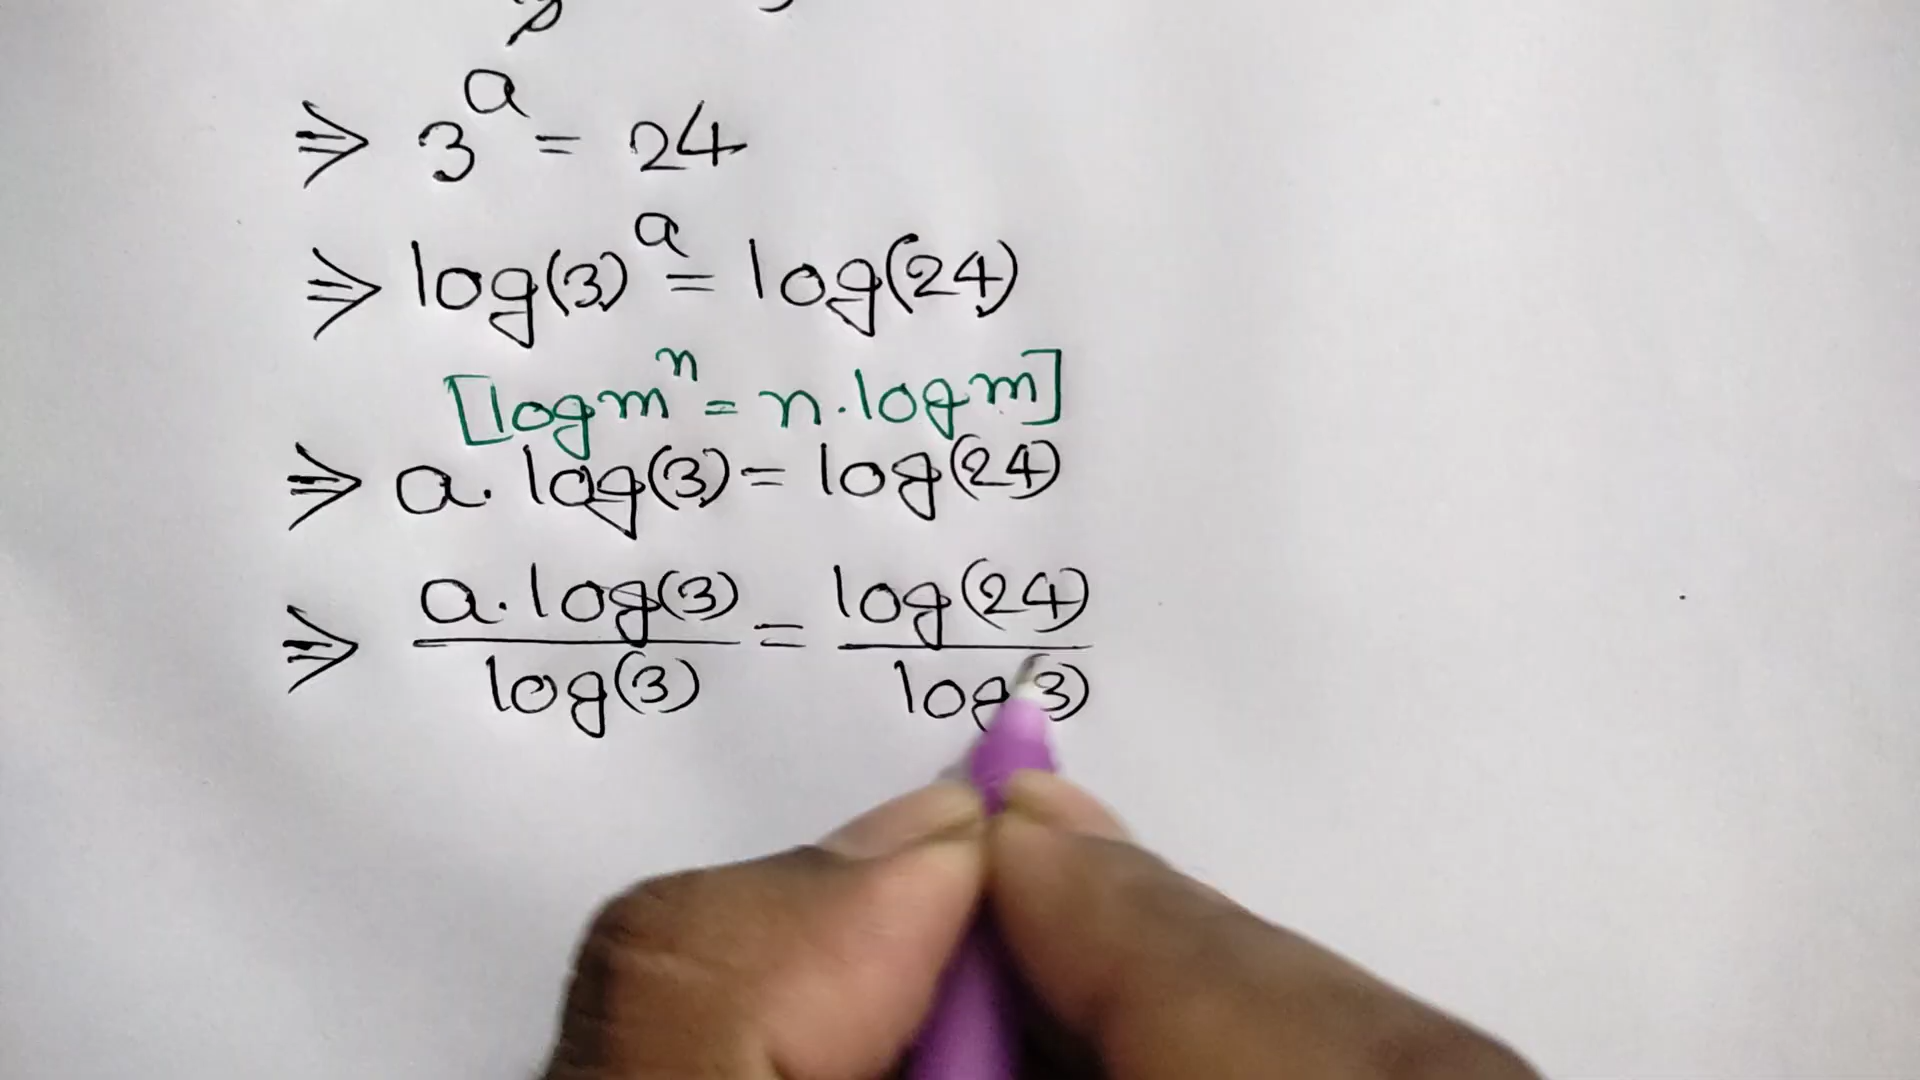 ⇒ 3^a = 24
⇒ log(3)^a = log(24)
[log m^n = n.log m]
⇒ a. log(3) = log(24)
⇒ a.log(3)/log(3) = log(24)/log(3)